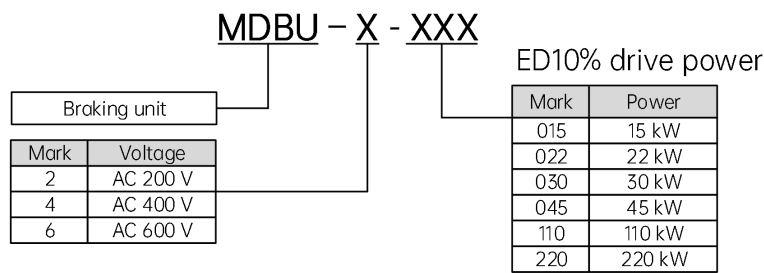 MDBU - X - XXX
ED10% drive power
Braking unit
Mark Voltage
2 AC 200 V
4 AC 400 V
6 AC 600 V
Mark Power
015 15 kW
022 22 kW
030 30 kW
045 45 kW
110 110 kW
220 220 kW